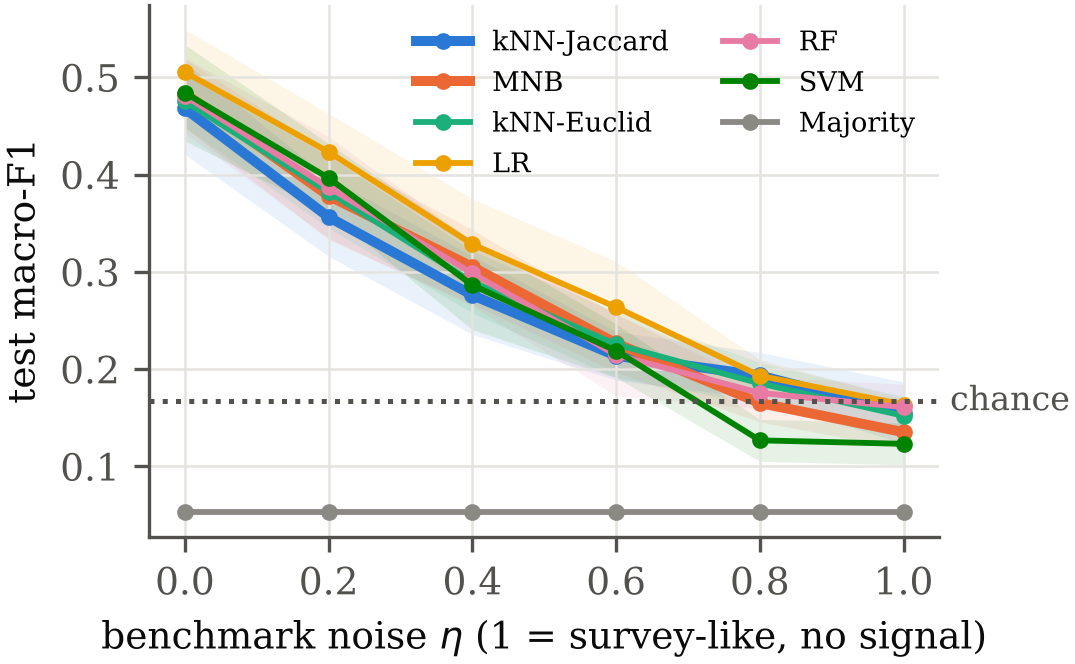 kNN-Jaccard
MNB
kNN-Euclid
LR
RF
SVM
Majority
test macro-F1
0.5
0.4
0.3
0.2
0.1
chance
0.0 0.2 0.4 0.6 0.8 1.0
benchmark noise η (1 = survey-like, no signal)